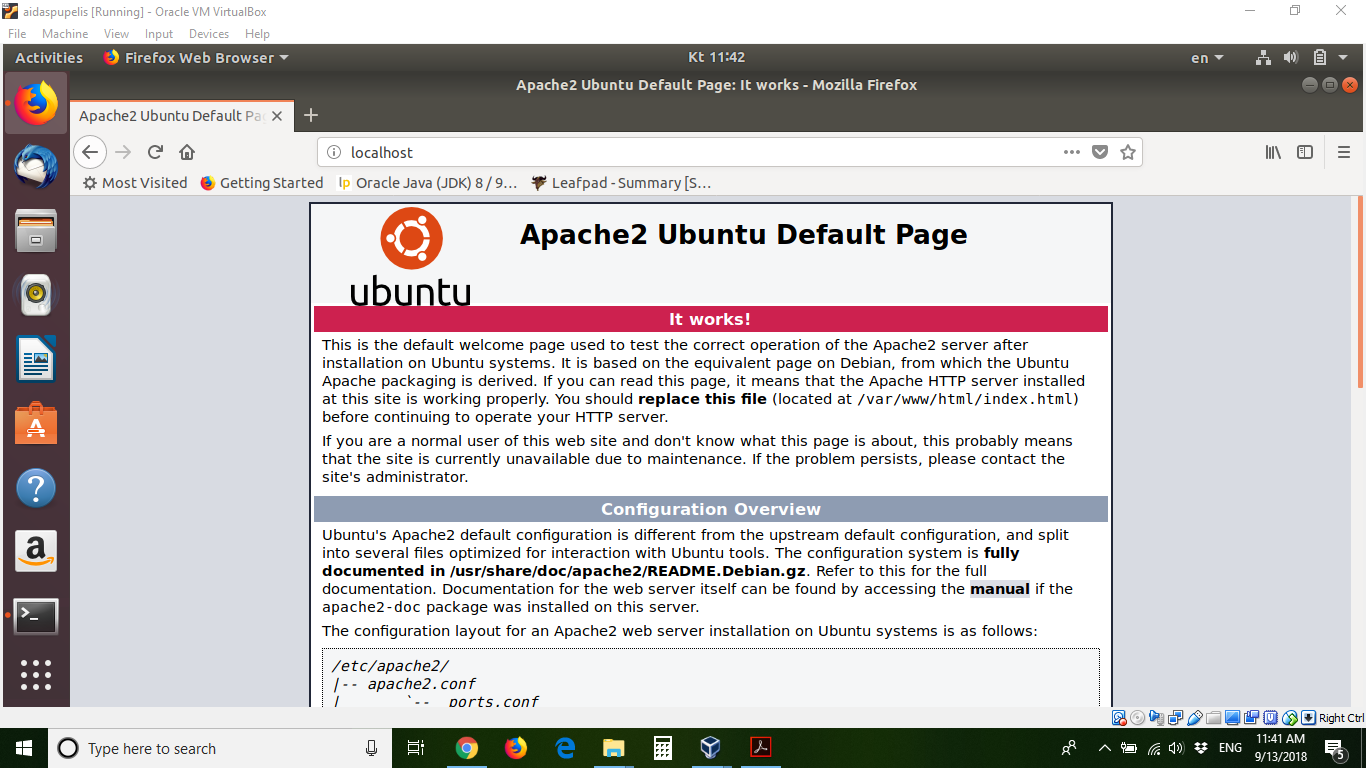 aidaspupelis [Running] - Oracle VM VirtualBox
File Machine View Input Devices Help
Activities Firefox Web Browser Kt 11:42 en
Apache2 Ubuntu Default Page: It works - Mozilla Firefox
Apache2 Ubuntu Default Pa
localhost
Most Visited Getting Started Oracle Java (JDK) 8 / 9... Leafpad - Summary [S...
Apache2 Ubuntu Default Page
ubuntu
It works!
This is the default welcome page used to test the correct operation of the Apache2 server after
installation on Ubuntu systems. It is based on the equivalent page on Debian, from which the Ubuntu
Apache packaging is derived. If you can read this page, it means that the Apache HTTP server installed
at this site is working properly. You should replace this file (located at /var/www/html/index.html)
before continuing to operate your HTTP server.
If you are a normal user of this web site and don't know what this page is about, this probably means
that the site is currently unavailable due to maintenance. If the problem persists, please contact the
site's administrator.
Configuration Overview
Ubuntu's Apache2 default configuration is different from the upstream default configuration, and split
into several files optimized for interaction with Ubuntu tools. The configuration system is fully
documented in /usr/share/doc/apache2/README.Debian.gz. Refer to this for the full
documentation. Documentation for the web server itself can be found by accessing the manual if the
apache2-doc package was installed on this server.
The configuration layout for an Apache2 web server installation on Ubuntu systems is as follows:
/etc/apache2/
|-- apache2.conf
|       `--  ports.conf
Right Ctrl
Type here to search
ENG
11:41 AM
9/13/2018
5